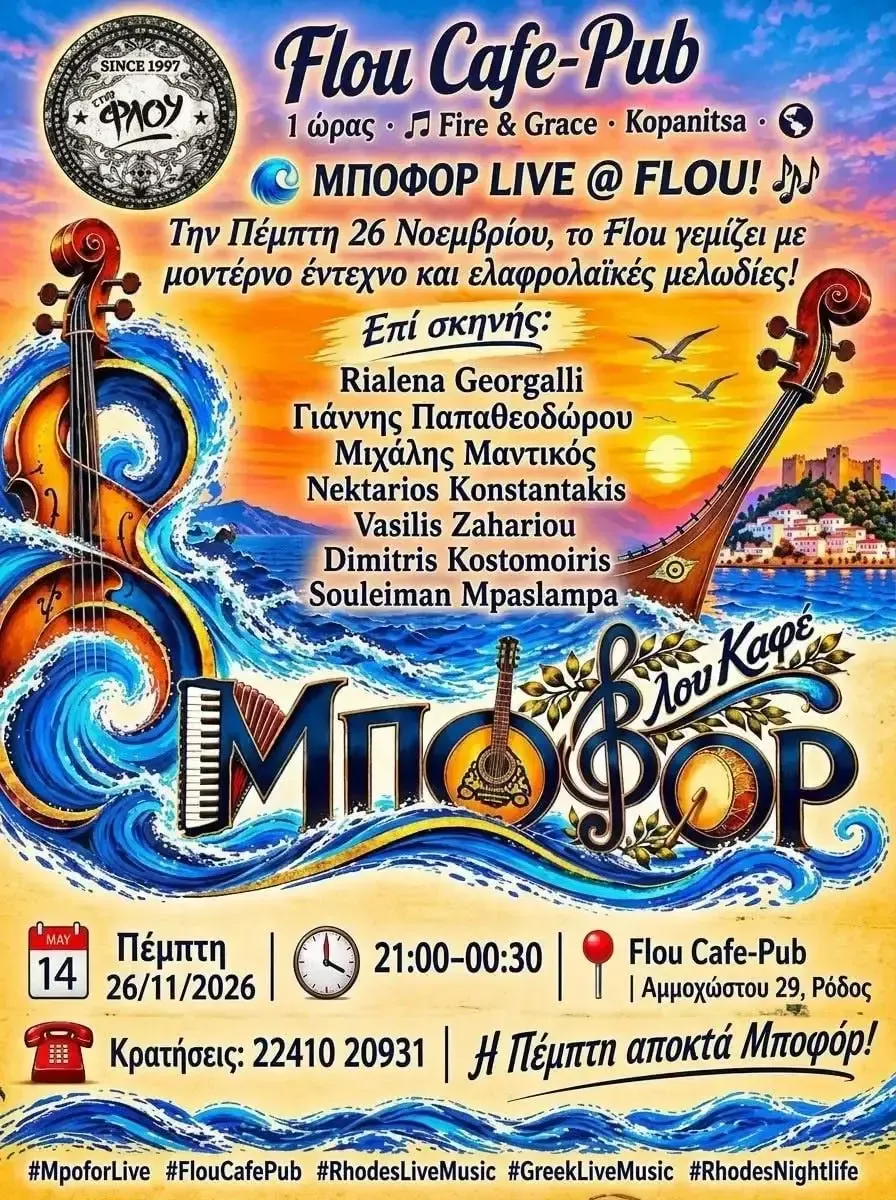 SINCE 1997
στου
ΦΛΟΥ
Flou Cafe-Pub
1 ώρας · 🎵 Fire & Grace · Kopanitsa · 🌎
🌊 ΜΠΟΦΟΡ LIVE @ FLOU! 🎶
Την Πέμπτη 26 Νοεμβρίου, το Flou γεμίζει με
μοντέρνο έντεχνο και ελαφρολαϊκές μελωδίες!
Επί σκηνής:
Rialena Georgalli
Γιάννης Παπαθεοδώρου
Μιχάλης Μαντικός
Nektarios Konstantakis
Vasilis Zahariou
Dimitris Kostomoiris
Souleiman Mpaslampa
λου Καφέ
ΜΠΟΦΟΡ
MAY
14
Πέμπτη
26/11/2026
21:00–00:30
Flou Cafe-Pub
| Αμμοχώστου 29, Ρόδος
Κρατήσεις: 22410 20931
Η Πέμπτη αποκτά Μποφόρ!
#MpoforLive #FlouCafePub #RhodesLiveMusic #GreekLiveMusic #RhodesNightlife